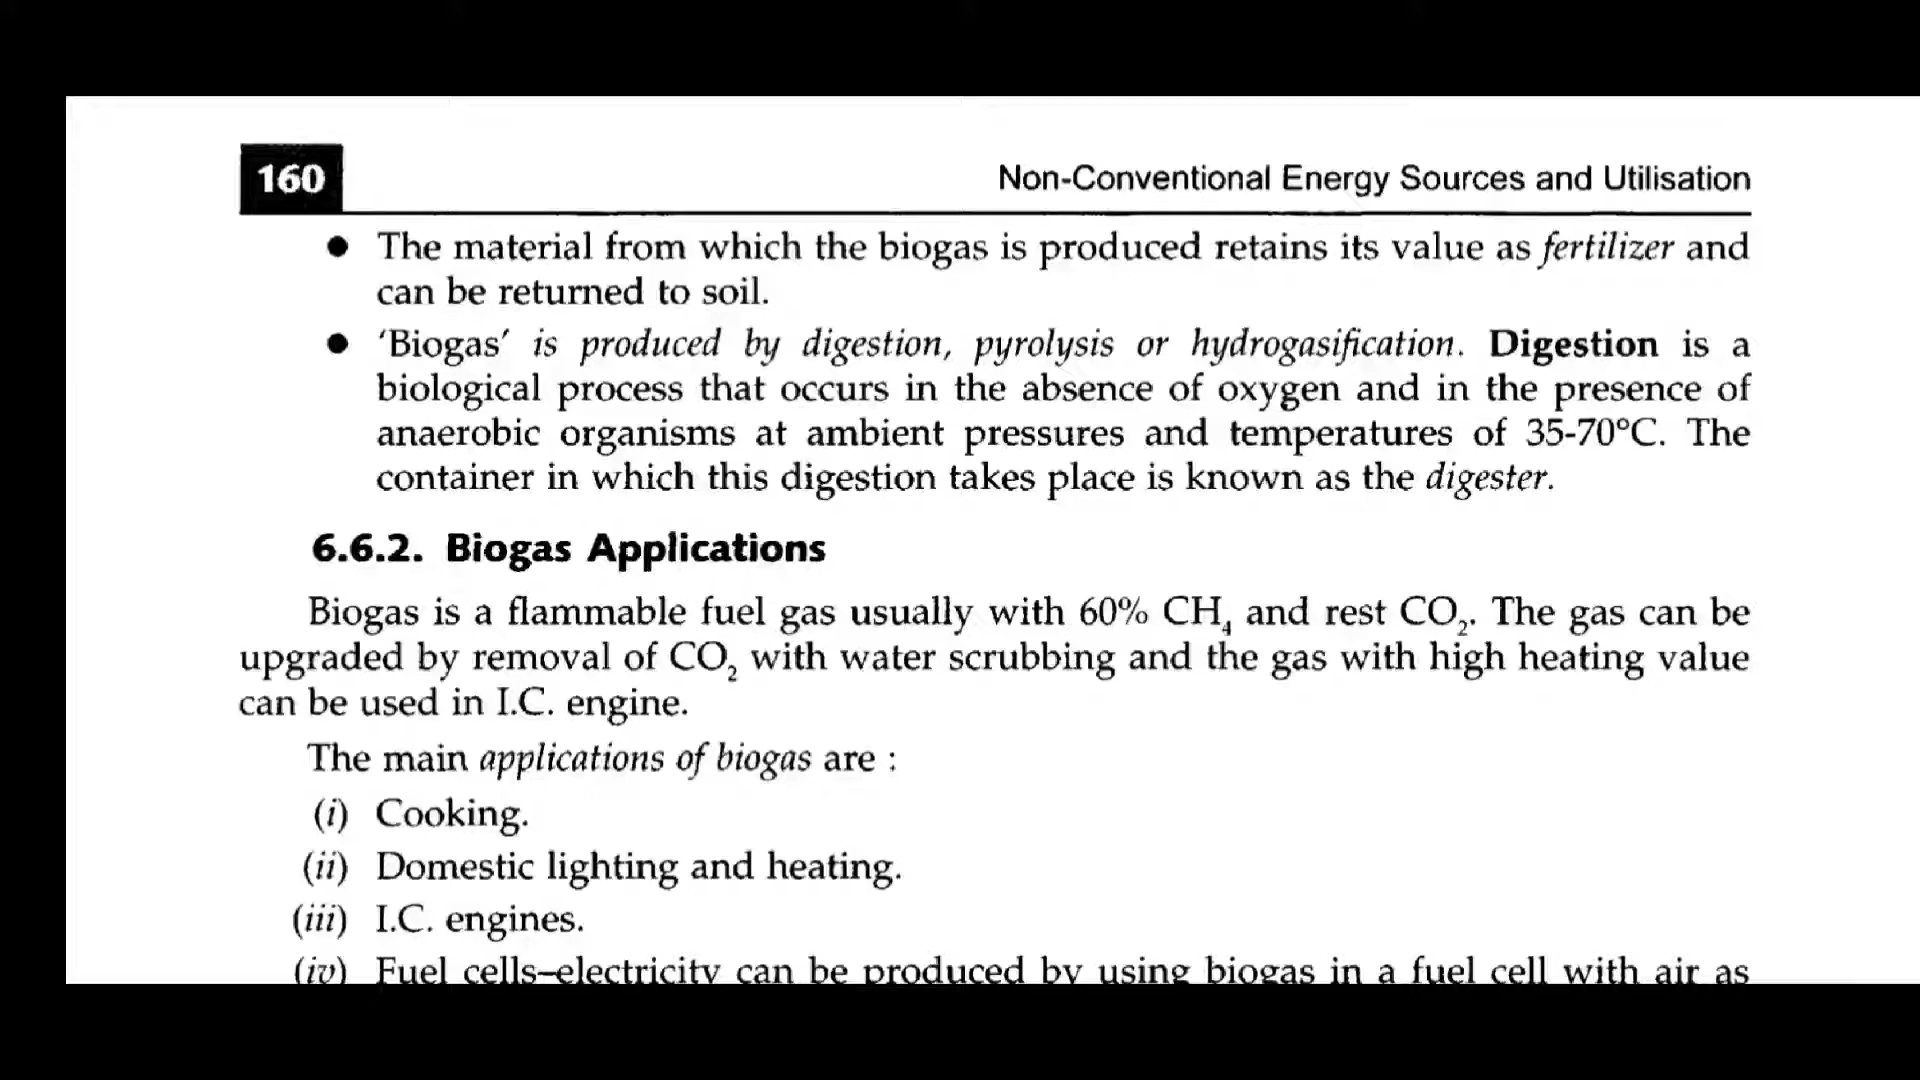 160
Non-Conventional Energy Sources and Utilisation
● The material from which the biogas is produced retains its value as fertilizer and
can be returned to soil.
● ‘Biogas’ is produced by digestion, pyrolysis or hydrogasification. Digestion is a
biological process that occurs in the absence of oxygen and in the presence of
anaerobic organisms at ambient pressures and temperatures of 35-70°C. The
container in which this digestion takes place is known as the digester.
6.6.2. Biogas Applications
Biogas is a flammable fuel gas usually with 60% CH₄ and rest CO₂. The gas can be
upgraded by removal of CO₂ with water scrubbing and the gas with high heating value
can be used in I.C. engine.
The main applications of biogas are :
(i) Cooking.
(ii) Domestic lighting and heating.
(iii) I.C. engines.
(iv) Fuel cells–electricity can be produced by using biogas in a fuel cell with air as